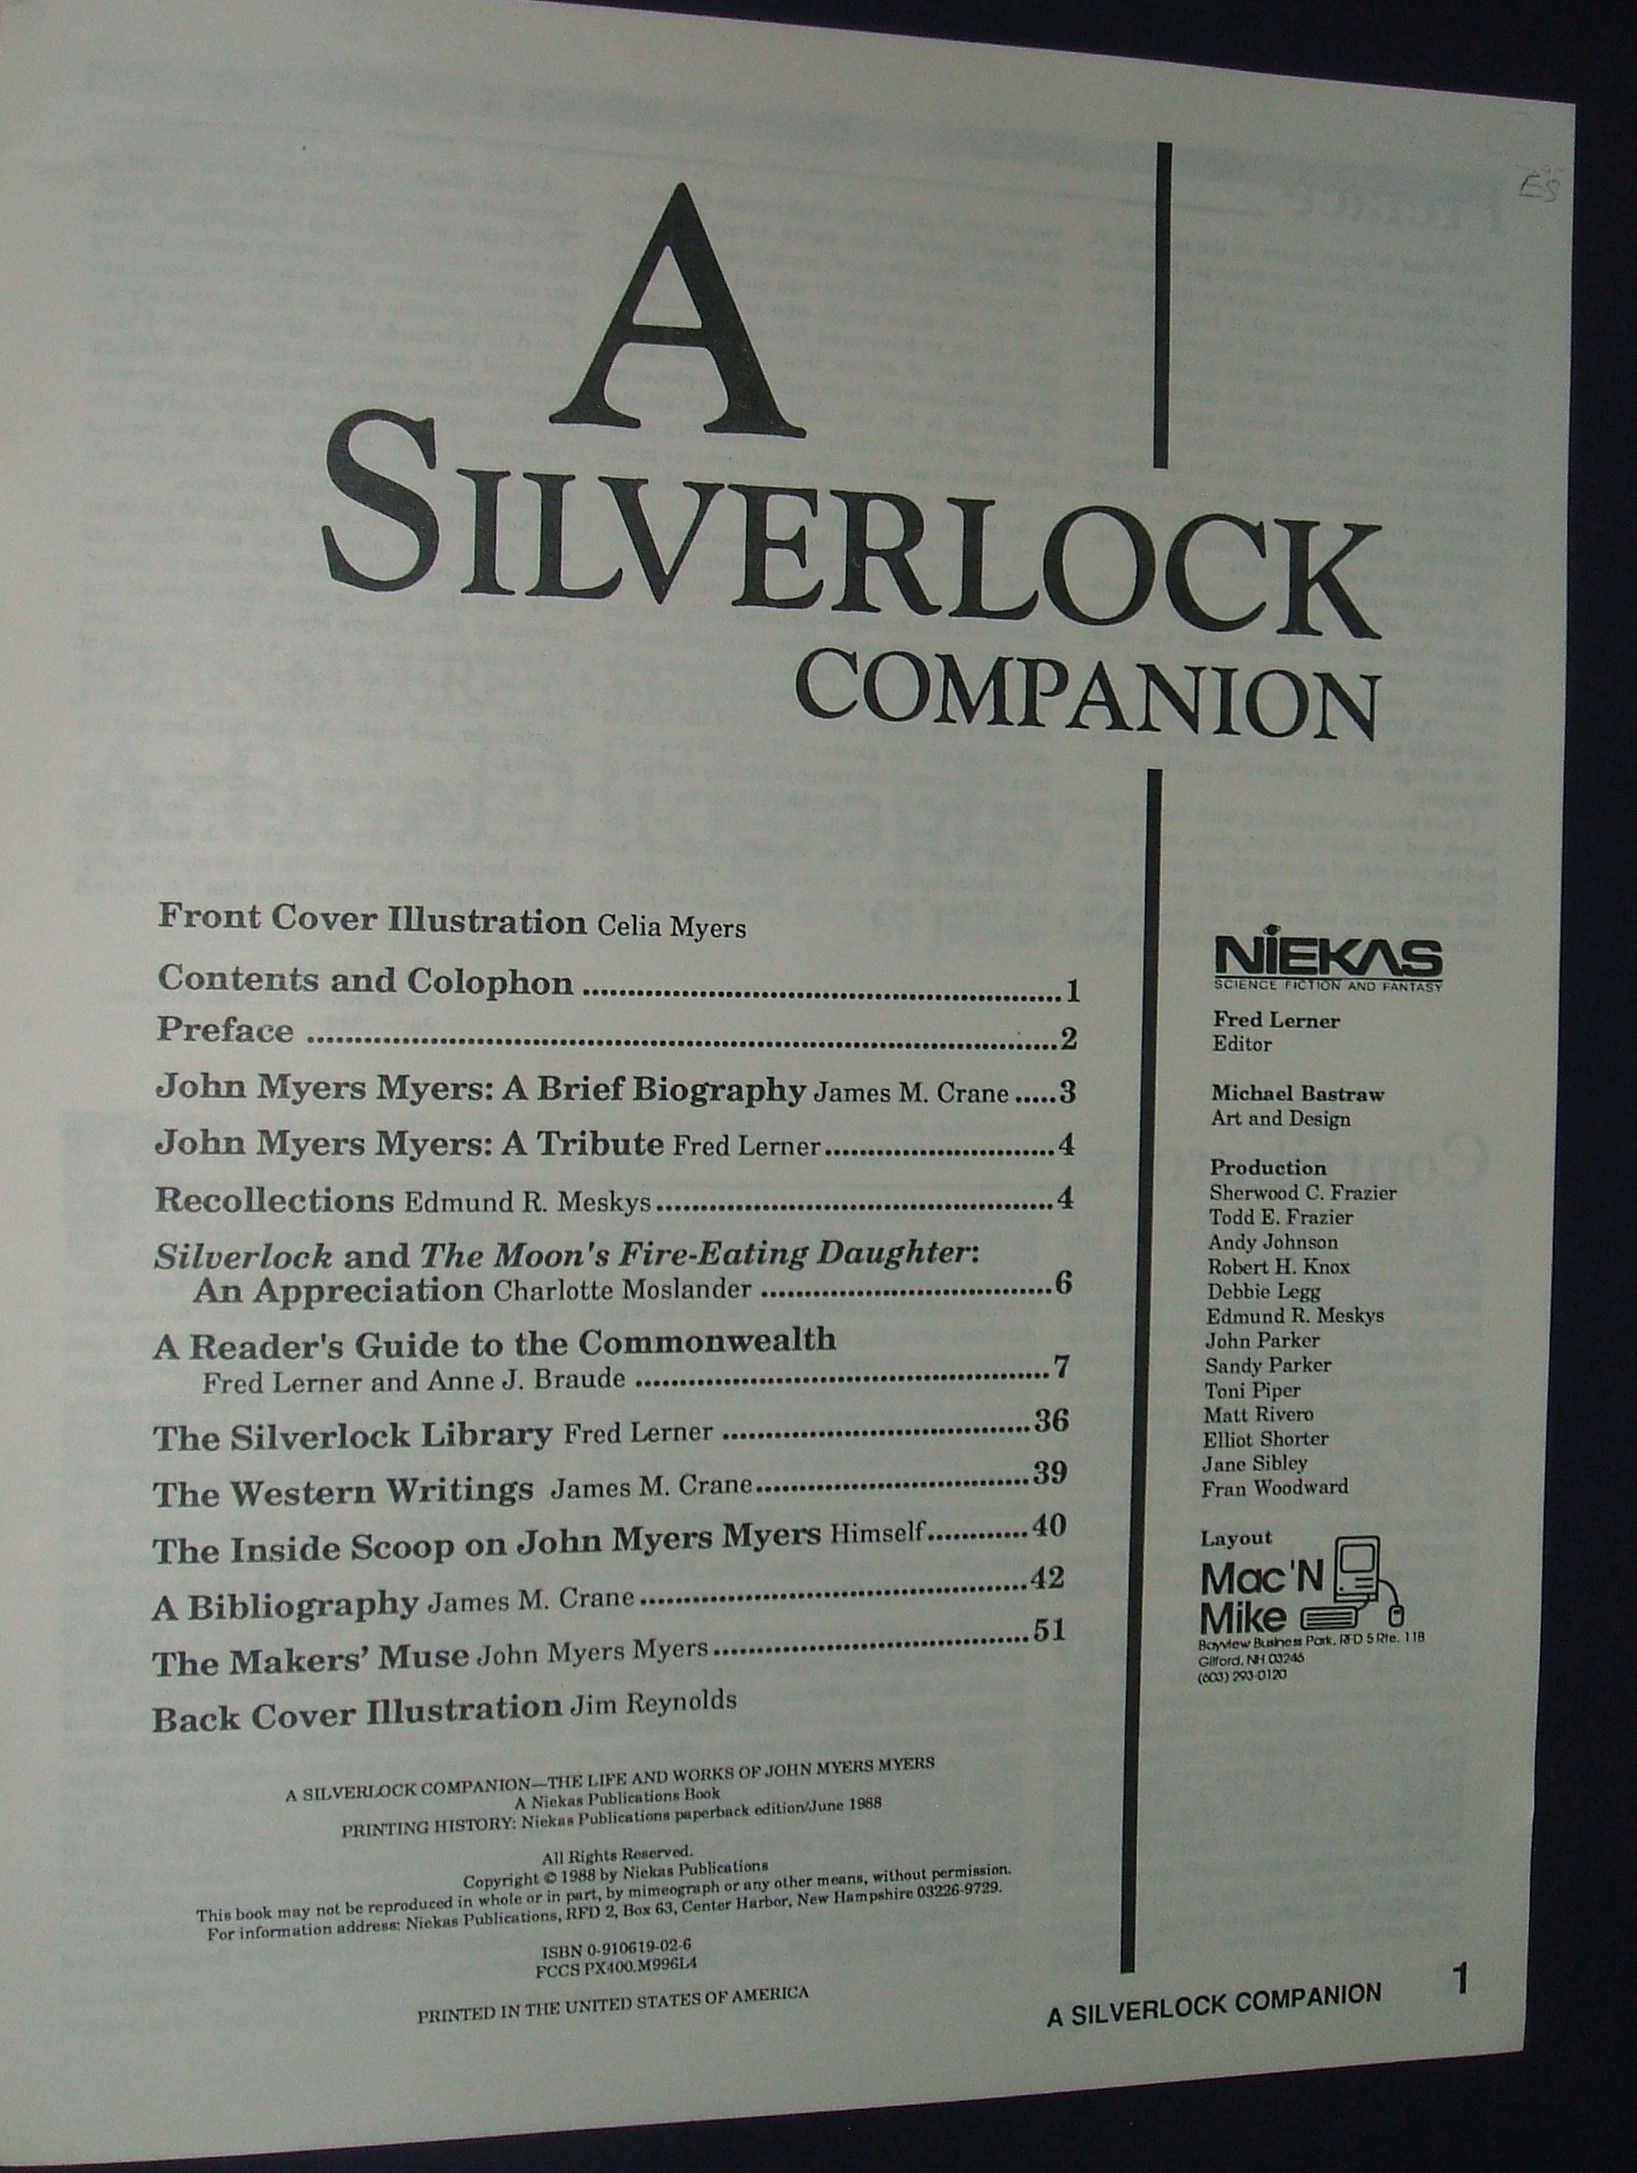 A
SILVERLOCK
COMPANION
Front Cover Illustration Celia Myers
Contents and Colophon ........................................................1
Preface ........................................................................................2
John Myers Myers: A Brief Biography James M. Crane .....3
John Myers Myers: A Tribute Fred Lerner...........................4
Recollections Edmund R. Meskys..............................................4
Silverlock and The Moon's Fire-Eating Daughter:
An Appreciation Charlotte Moslander ..................................6
A Reader's Guide to the Commonwealth
Fred Lerner and Anne J. Braude ................................................7
The Silverlock Library Fred Lerner ....................................36
The Western Writings James M. Crane................................39
The Inside Scoop on John Myers Myers Himself............40
A Bibliography James M. Crane.............................................42
The Makers' Muse John Myers Myers.....................................51
Back Cover Illustration Jim Reynolds
A SILVERLOCK COMPANION—THE LIFE AND WORKS OF JOHN MYERS MYERS
A Niekas Publications Book
PRINTING HISTORY: Niekas Publications paperback edition/June 1988
All Rights Reserved.
Copyright © 1988 by Niekas Publications
This book may not be reproduced in whole or in part, by mimeograph or any other means, without permission.
For information address: Niekas Publications, RFD 2, Box 63, Center Harbor, New Hampshire 03226-9729.
ISBN 0-910619-02-6
FCCS PX400.M996L4
PRINTED IN THE UNITED STATES OF AMERICA
NIEKAS
SCIENCE FICTION AND FANTASY
Fred Lerner
Editor
Michael Bastraw
Art and Design
Production
Sherwood C. Frazier
Todd E. Frazier
Andy Johnson
Robert H. Knox
Debbie Legg
Edmund R. Meskys
John Parker
Sandy Parker
Toni Piper
Matt Rivero
Elliot Shorter
Jane Sibley
Fran Woodward
Layout
Mac 'N
Mike
Bayview Business Park, RFD 5 Rte. 11B
Gilford, NH 03246
(603) 293-0120
A SILVERLOCK COMPANION 1